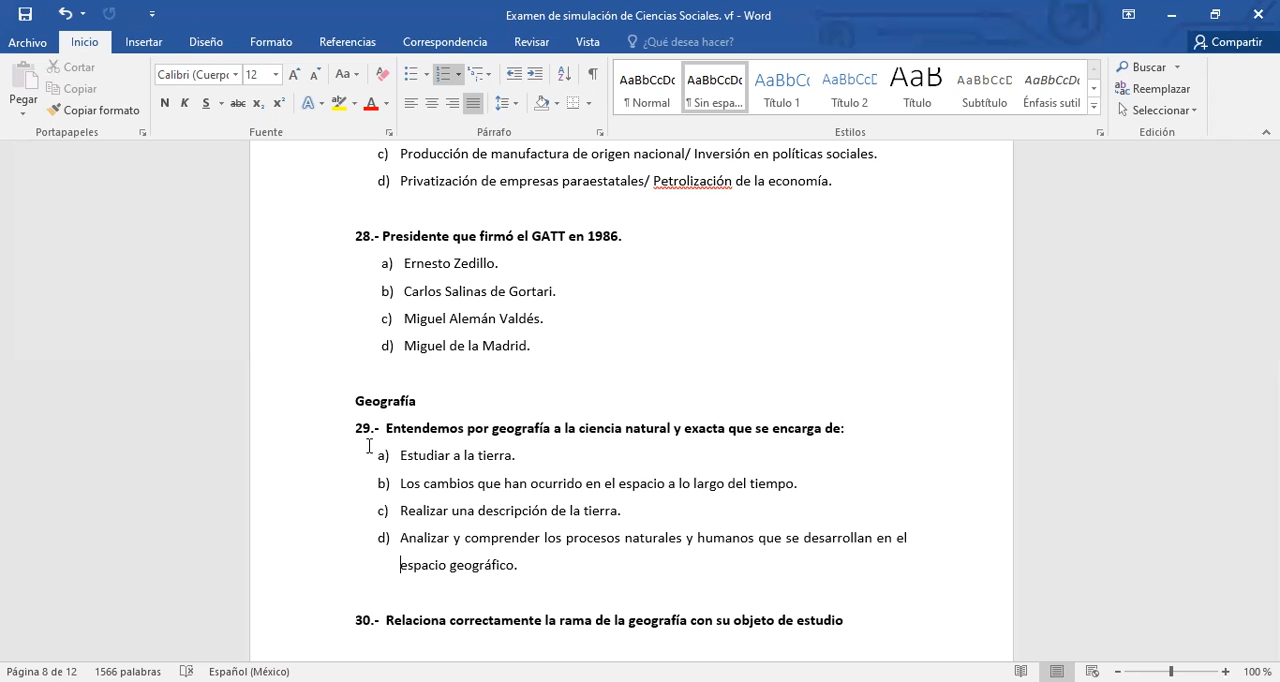 Examen de simulación de Ciencias Sociales. vf - Word
Archivo Inicio Insertar Diseño Formato Referencias Correspondencia Revisar Vista ¿Qué desea hacer? Compartir
Pegar
Cortar
Copiar
Copiar formato
Portapapeles
Calibri (Cuerpo 12 Aa
N K S abc x₂ x²
Fuente
Párrafo
AaBbCcDc AaBbCcDc AaBbCc AaBbCcD AaB AaBbCcD AaBbCcDc
¶ Normal ¶ Sin espa... Título 1 Título 2 Título Subtítulo Énfasis sutil
Estilos
Buscar
Reemplazar
Seleccionar
Edición
c) Producción de manufactura de origen nacional/ Inversión en políticas sociales.
d) Privatización de empresas paraestatales/ Petrolización de la economía.
28.- Presidente que firmó el GATT en 1986.
a) Ernesto Zedillo.
b) Carlos Salinas de Gortari.
c) Miguel Alemán Valdés.
d) Miguel de la Madrid.
Geografía
29.- Entendemos por geografía a la ciencia natural y exacta que se encarga de:
a) Estudiar a la tierra.
b) Los cambios que han ocurrido en el espacio a lo largo del tiempo.
c) Realizar una descripción de la tierra.
d) Analizar y comprender los procesos naturales y humanos que se desarrollan en el
espacio geográfico.
30.- Relaciona correctamente la rama de la geografía con su objeto de estudio
Página 8 de 12 1566 palabras Español (México) 100 %